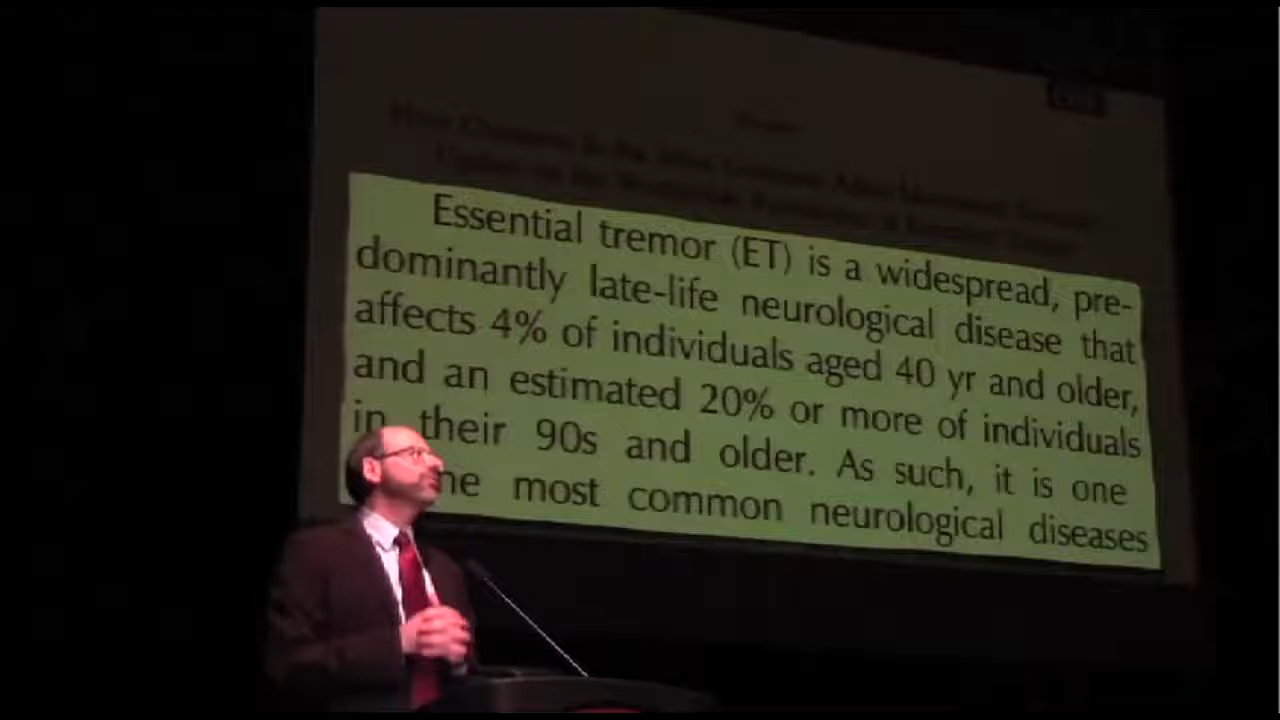 Essential tremor (ET) is a widespread, pre-
dominantly late-life neurological disease that
affects 4% of individuals aged 40 yr and older,
and an estimated 20% or more of individuals
in their 90s and older. As such, it is one
most common neurological diseases